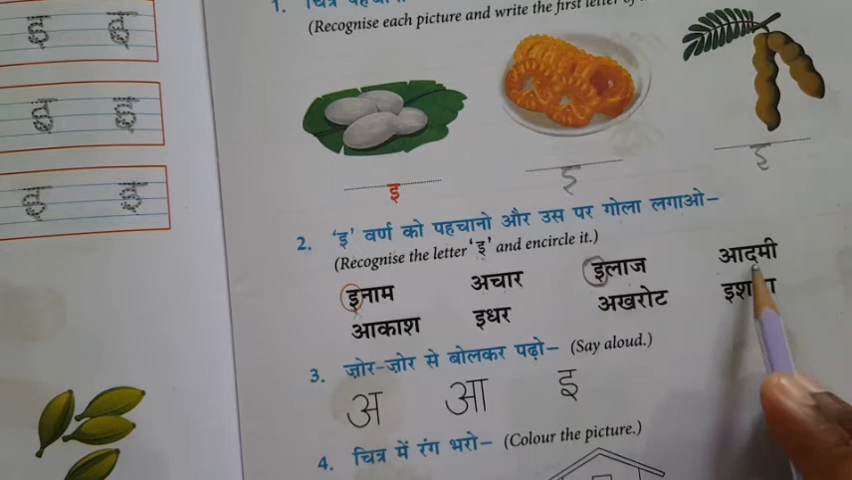 1. चित्र
(Recognise each picture and write the first letter of
इ इ इ
2. 'इ' वर्ण को पहचानो और उस पर गोला लगाओ–
(Recognise the letter 'इ' and encircle it.)
इनाम अचार इलाज आदमी
आकाश इधर अखरोट
3. ज़ोर-ज़ोर से बोलकर पढ़ो– (Say aloud.)
अ आ इ
4. चित्र में रंग भरो– (Colour the picture.)